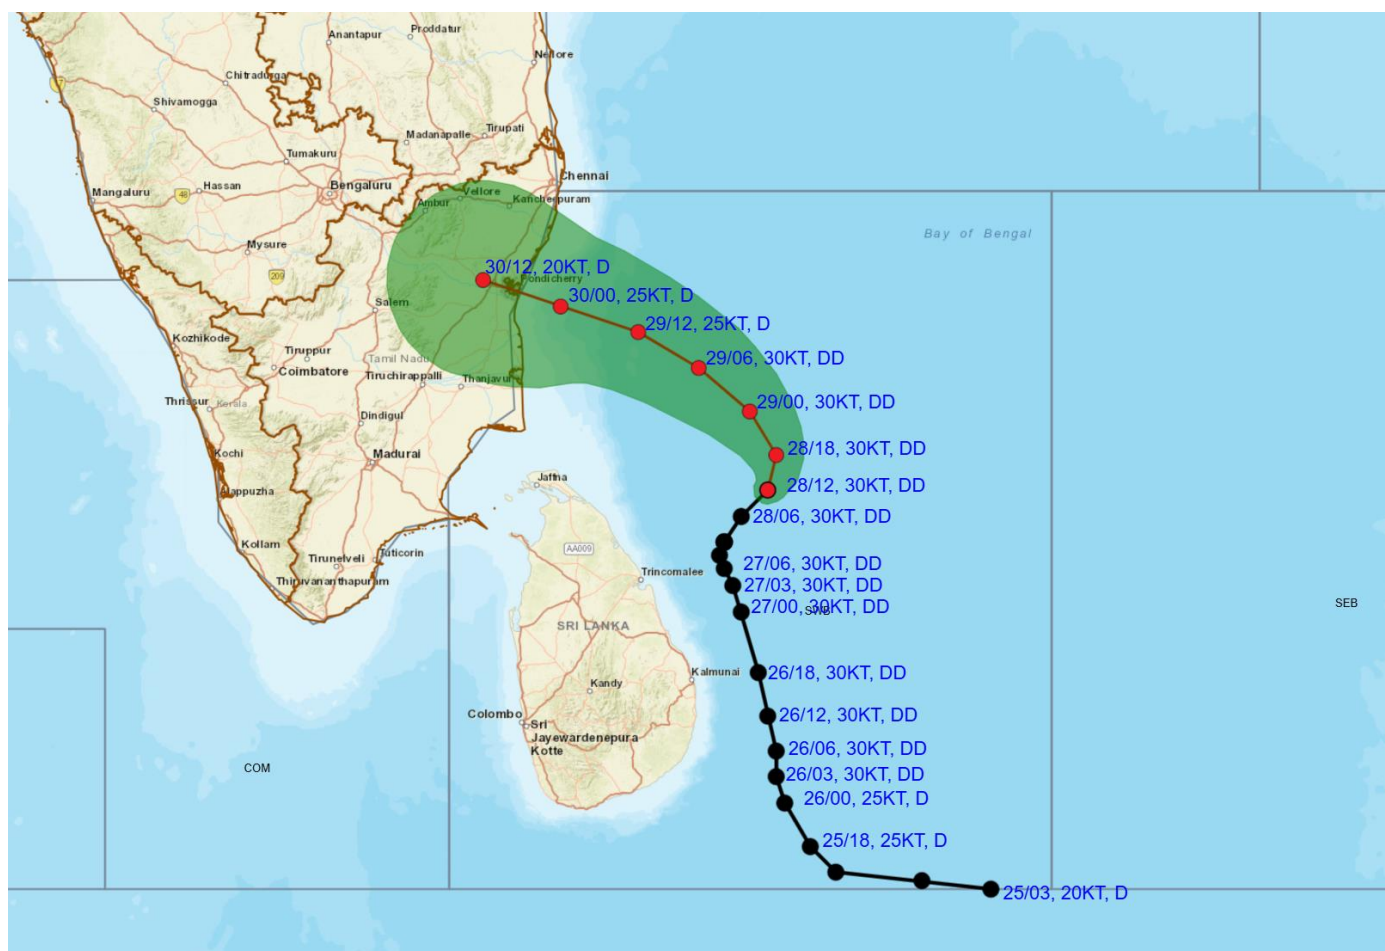 Anantapur
Proddatur
Nellore
Chitradurga
Shivamogga
Madanapalle
Tirupati
Tumakuru
Chennai
Mangaluru
48
Hassan
Bengaluru
Vellore
Kancheepuram
Ambur
Bay of Bengal
Mysure
209
30/12, 20KT, D
Pondicherry
30/00, 25KT, D
Salem
29/12, 25KT, D
Kozhikode
Tiruppur
Tamil Nadu
29/06, 30KT, DD
Coimbatore
Tiruchirappalli
Thanjavur
Thrissur
Kerala
29/00, 30KT, DD
Dindigul
28/18, 30KT, DD
Kochi
Madurai
Jaffna
28/12, 30KT, DD
Alappuzha
28/06, 30KT, DD
Kollam
AA009
Tirunelveli
Tuticorin
27/06, 30KT, DD
Trincomalee
Thiruvananthapuram
27/03, 30KT, DD
27/00, 30KT, DD
SWB
SEB
SRI LANKA
Kalmunai
26/18, 30KT, DD
Kandy
Colombo
Sri
Jayewardenepura
Kotte
26/12, 30KT, DD
26/06, 30KT, DD
COM
26/03, 30KT, DD
26/00, 25KT, D
25/18, 25KT, D
25/03, 20KT, D